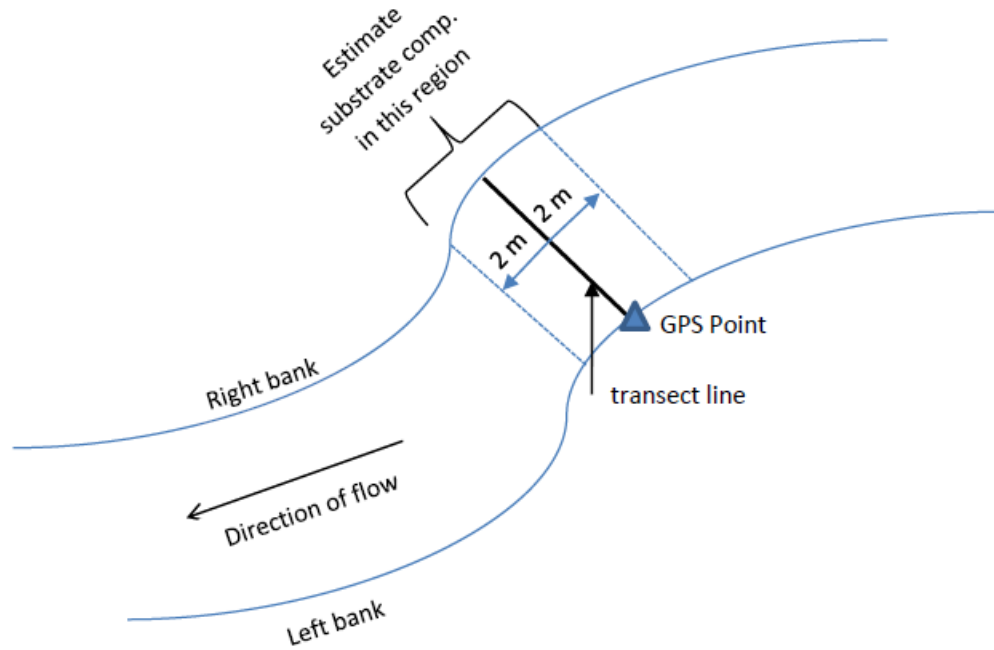 Estimate
substrate comp.
in this region
2 m
2 m
GPS Point
transect line
Right bank
Direction of flow
Left bank